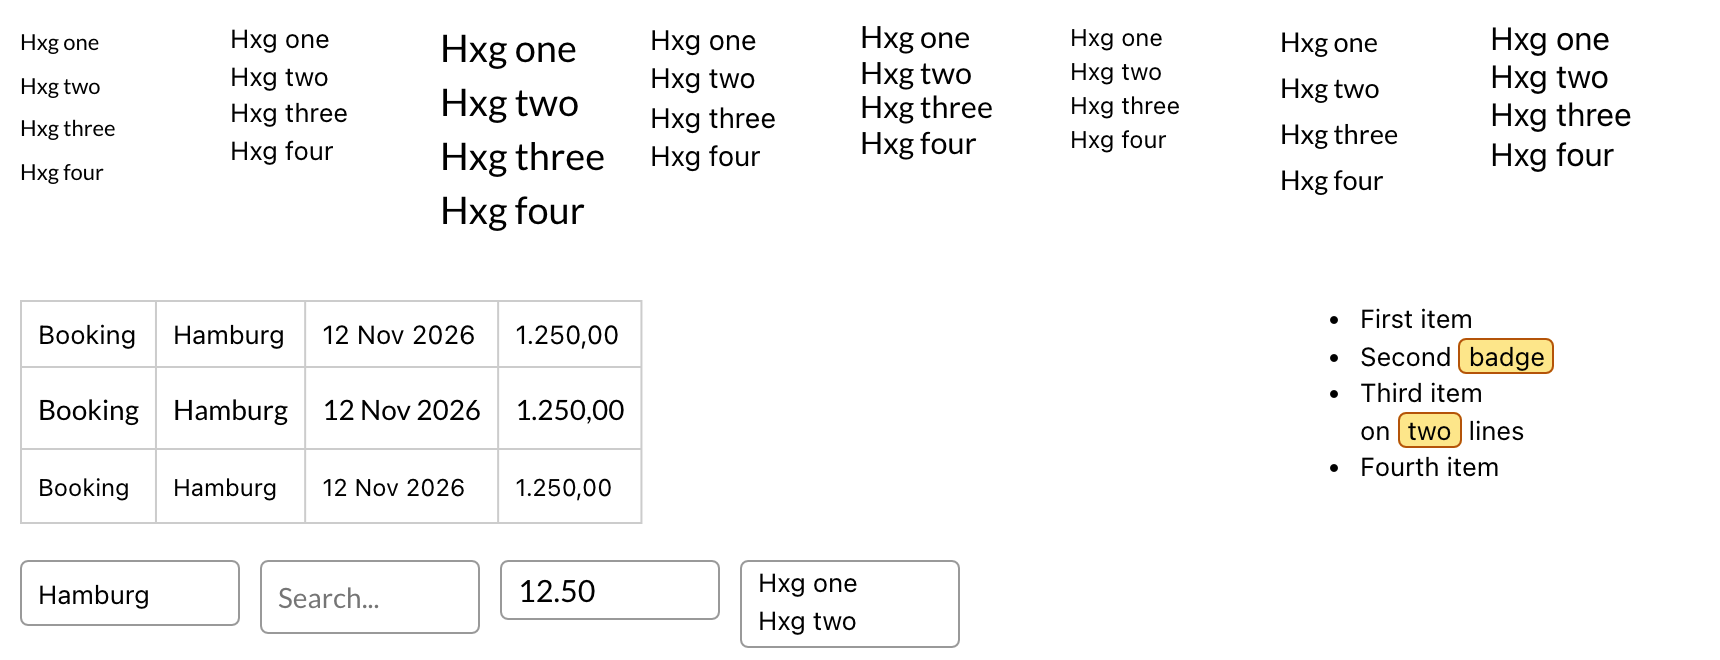 Hxg one
Hxg two
Hxg three
Hxg four
Hxg one
Hxg two
Hxg three
Hxg four
Hxg one
Hxg two
Hxg three
Hxg four
Hxg one
Hxg two
Hxg three
Hxg four
Hxg one
Hxg two
Hxg three
Hxg four
Hxg one
Hxg two
Hxg three
Hxg four
Hxg one
Hxg two
Hxg three
Hxg four
Hxg one
Hxg two
Hxg three
Hxg four
Booking Hamburg 12 Nov 2026 1.250,00
Booking Hamburg 12 Nov 2026 1.250,00
Booking Hamburg 12 Nov 2026 1.250,00
First item
Second badge
Third item
on two lines
Fourth item
Hamburg
Search...
12.50
Hxg one
Hxg two